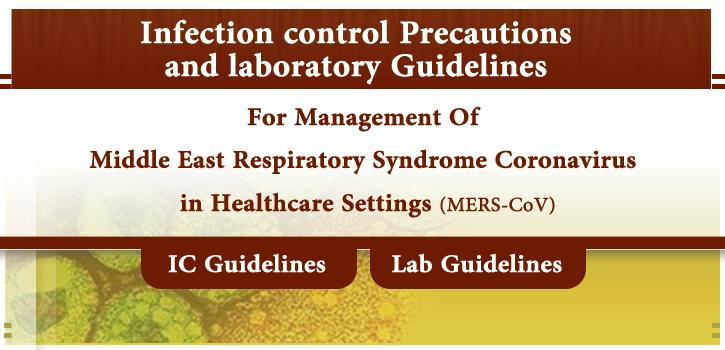 Infection control Precautions
and laboratory Guidelines
For Management Of
Middle East Respiratory Syndrome Coronavirus
in Healthcare Settings (MERS-CoV)
IC Guidelines
Lab Guidelines